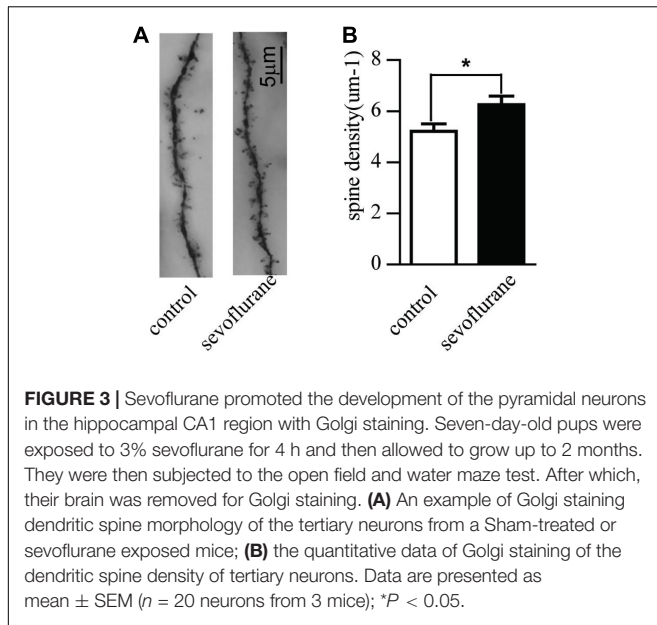 A
B
5μm
control
sevoflurane
spine density(um-1)
8
6
4
2
0
*
control
sevoflurane
FIGURE 3 | Sevoflurane promoted the development of the pyramidal neurons
in the hippocampal CA1 region with Golgi staining. Seven-day-old pups were
exposed to 3% sevoflurane for 4 h and then allowed to grow up to 2 months.
They were then subjected to the open field and water maze test. After which,
their brain was removed for Golgi staining. (A) An example of Golgi staining
dendritic spine morphology of the tertiary neurons from a Sham-treated or
sevoflurane exposed mice; (B) the quantitative data of Golgi staining of the
dendritic spine density of tertiary neurons. Data are presented as
mean ± SEM (n = 20 neurons from 3 mice); *P < 0.05.